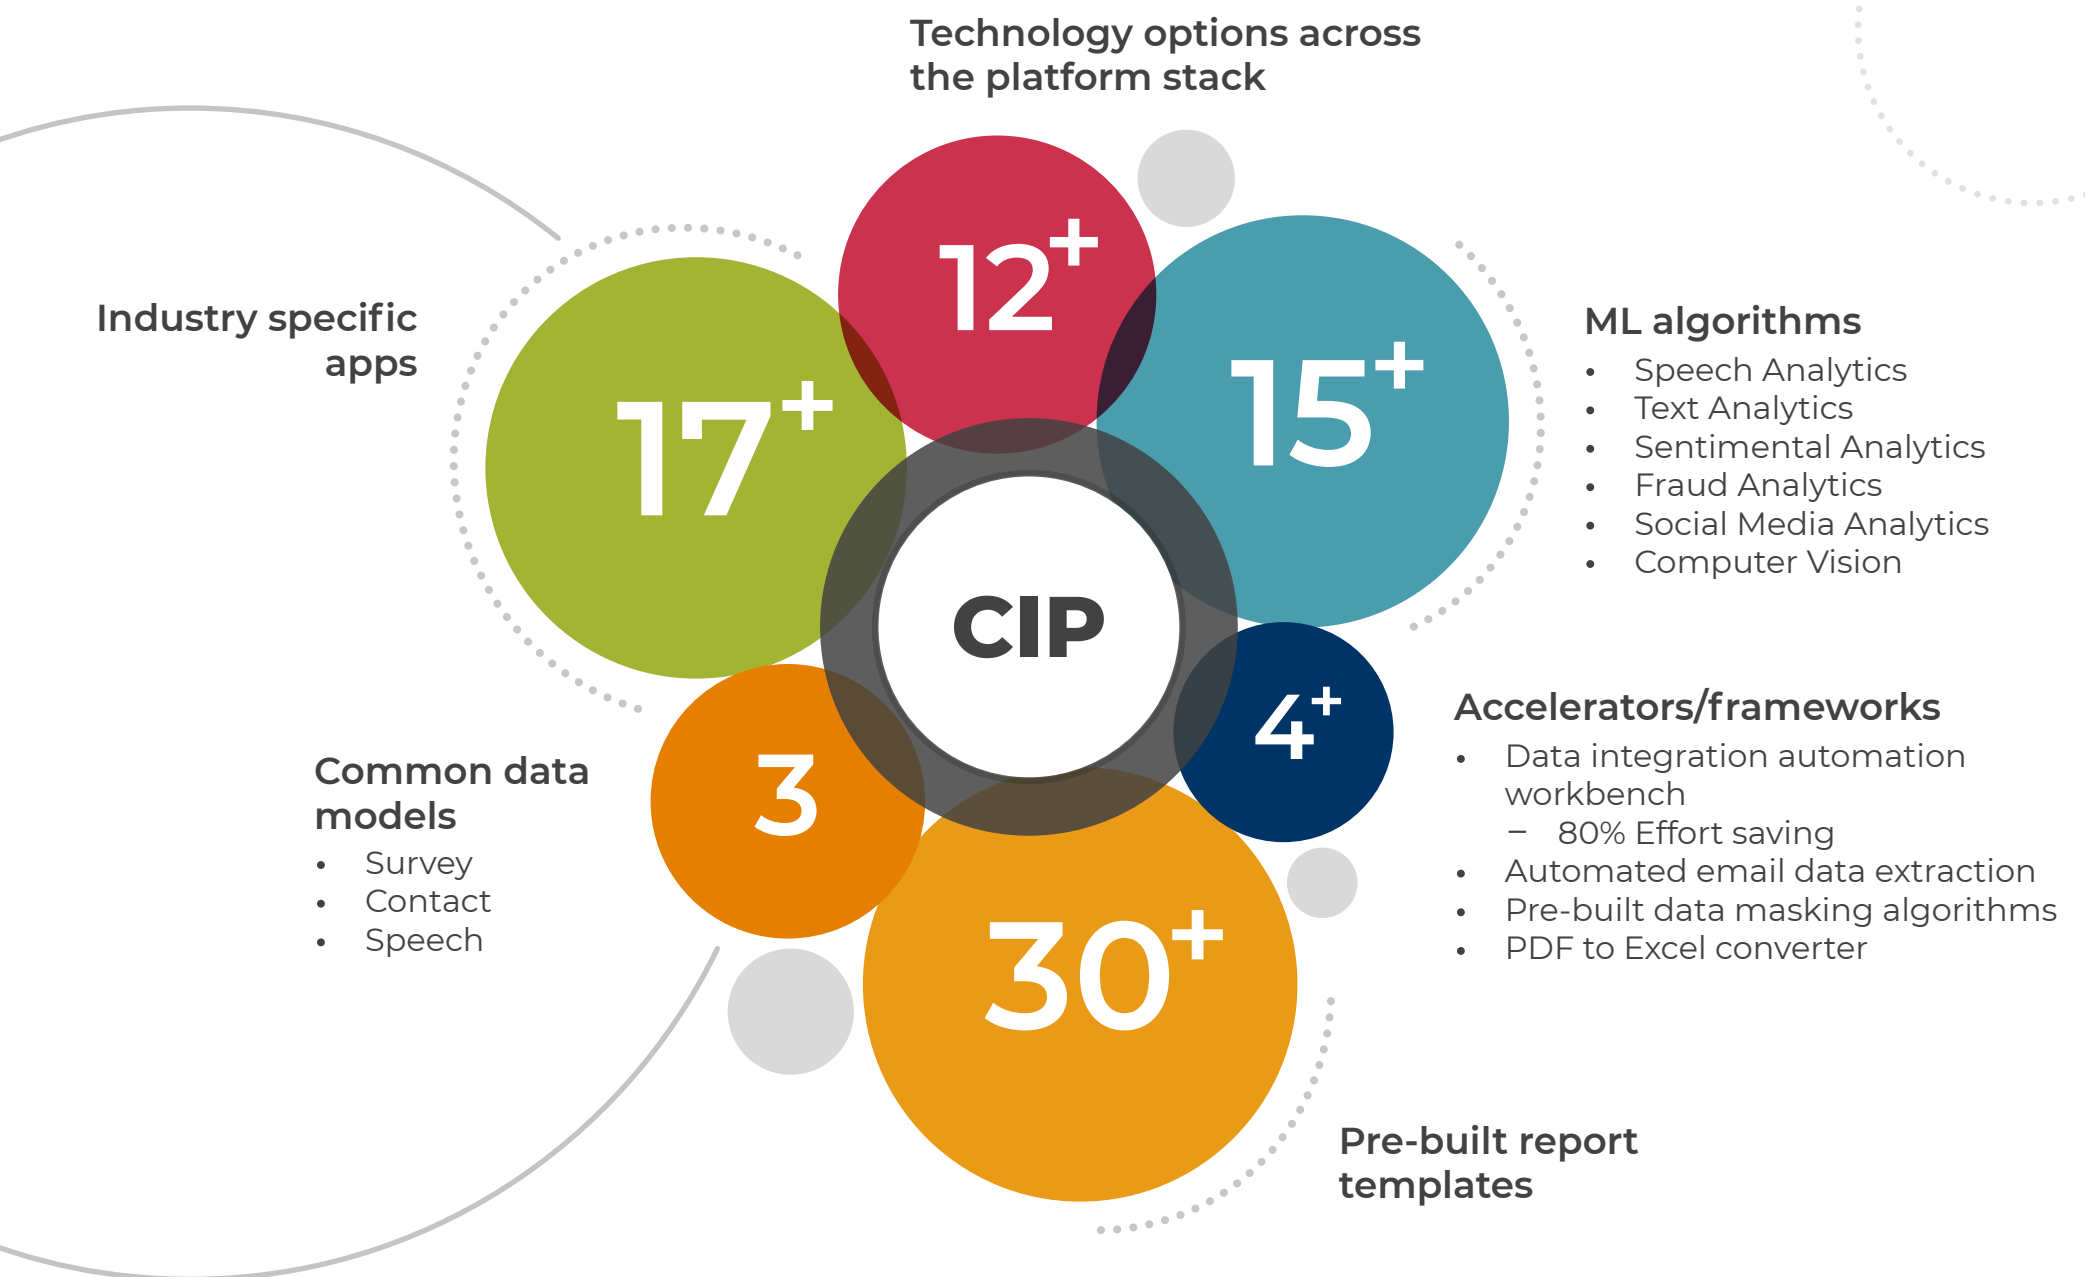 Technology options across
the platform stack
12+
Industry specific
apps
17+
15+
ML algorithms
• Speech Analytics
• Text Analytics
• Sentimental Analytics
• Fraud Analytics
• Social Media Analytics
• Computer Vision
CIP
4+
Accelerators/frameworks
• Data integration automation
workbench
– 80% Effort saving
• Automated email data extraction
• Pre-built data masking algorithms
• PDF to Excel converter
3
Common data
models
• Survey
• Contact
• Speech
30+
Pre-built report
templates